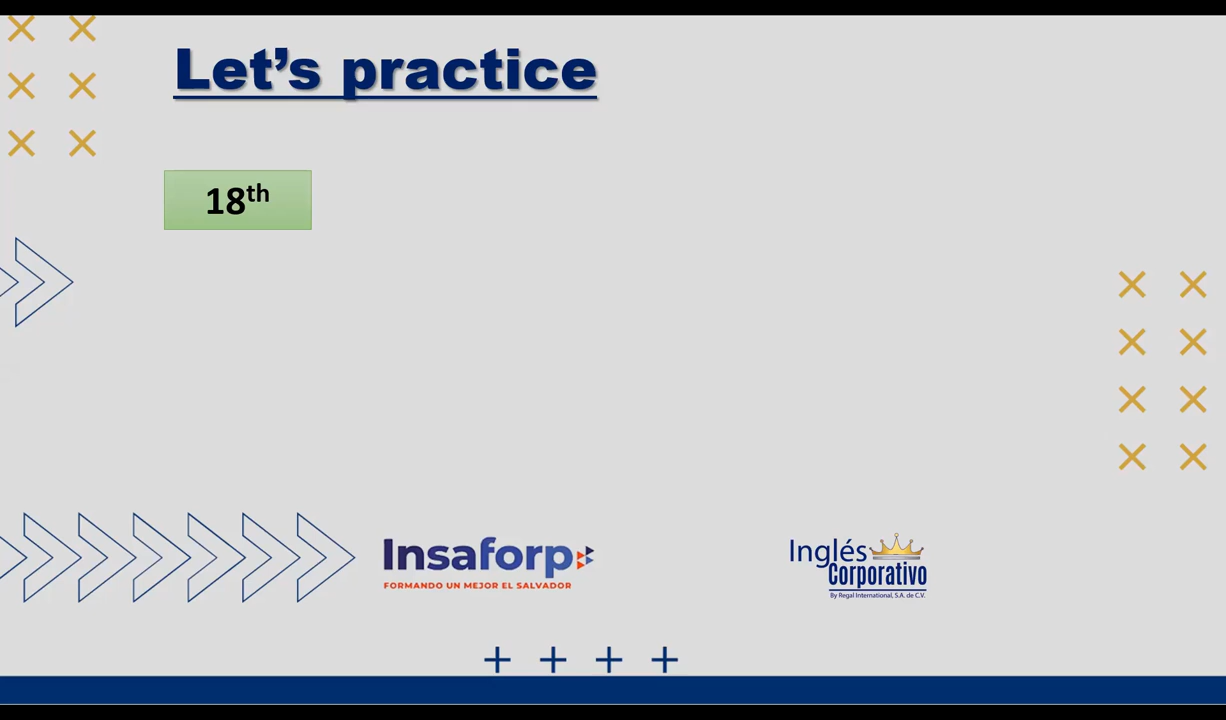 Let's practice
18th
Insaforp
FORMANDO UN MEJOR EL SALVADOR
Inglés
Corporativo
By Regal International, S.A. de C.V.